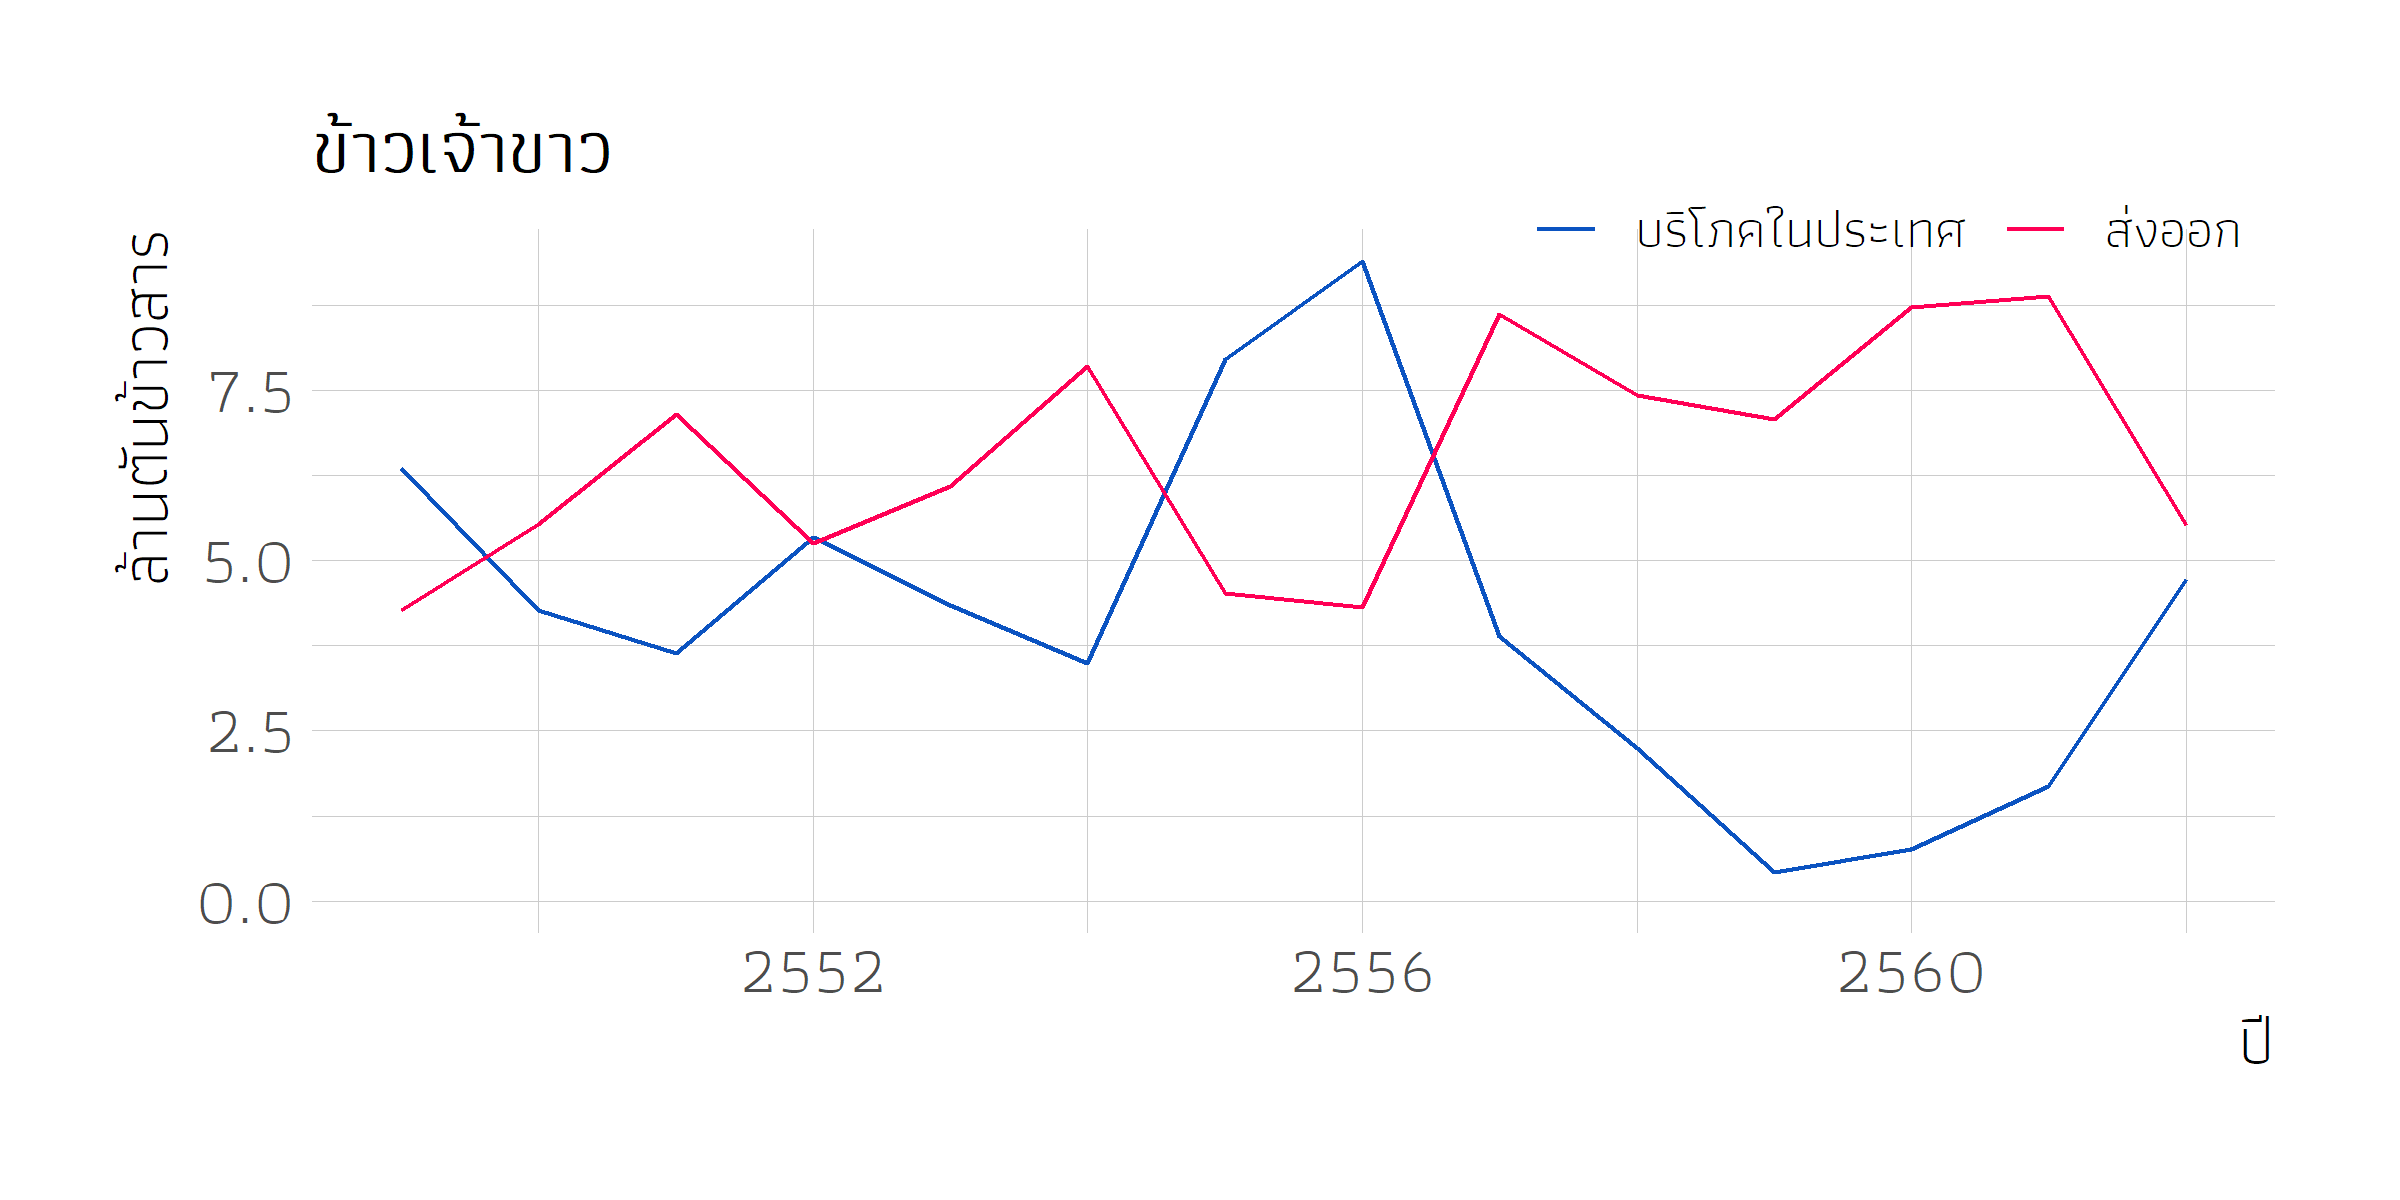 ข้าวเจ้าขาว
บริโภคในประเทศ ส่งออก
ล้านตันข้าวสาร
7.5
5.0
2.5
0.0
2552 2556 2560
ปี